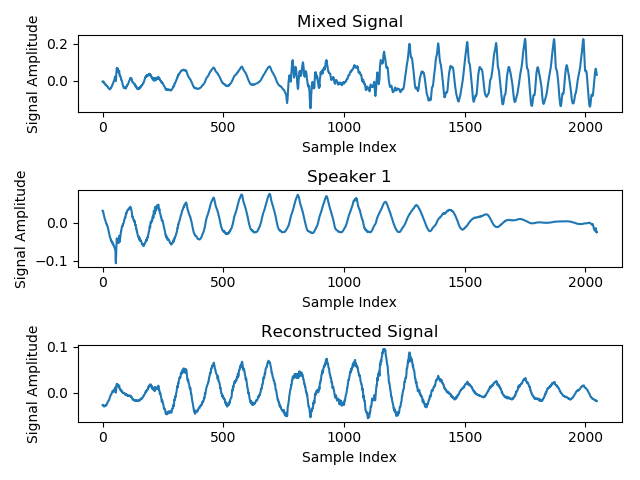 Mixed Signal
Signal Amplitude
0.2
0.0
0 500 1000 1500 2000
Sample Index
Speaker 1
Signal Amplitude
0.0
−0.1
0 500 1000 1500 2000
Sample Index
Reconstructed Signal
Signal Amplitude
0.1
0.0
0 500 1000 1500 2000
Sample Index